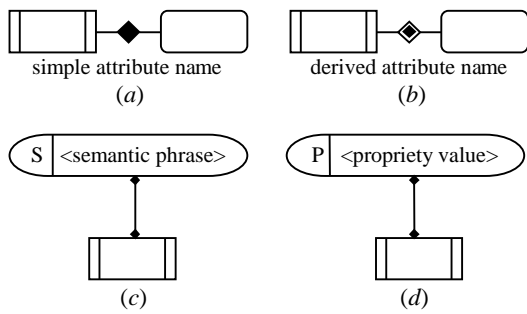 simple attribute name
derived attribute name
(a)
(b)
S <semantic phrase>
P <propriety value>
(c)
(d)